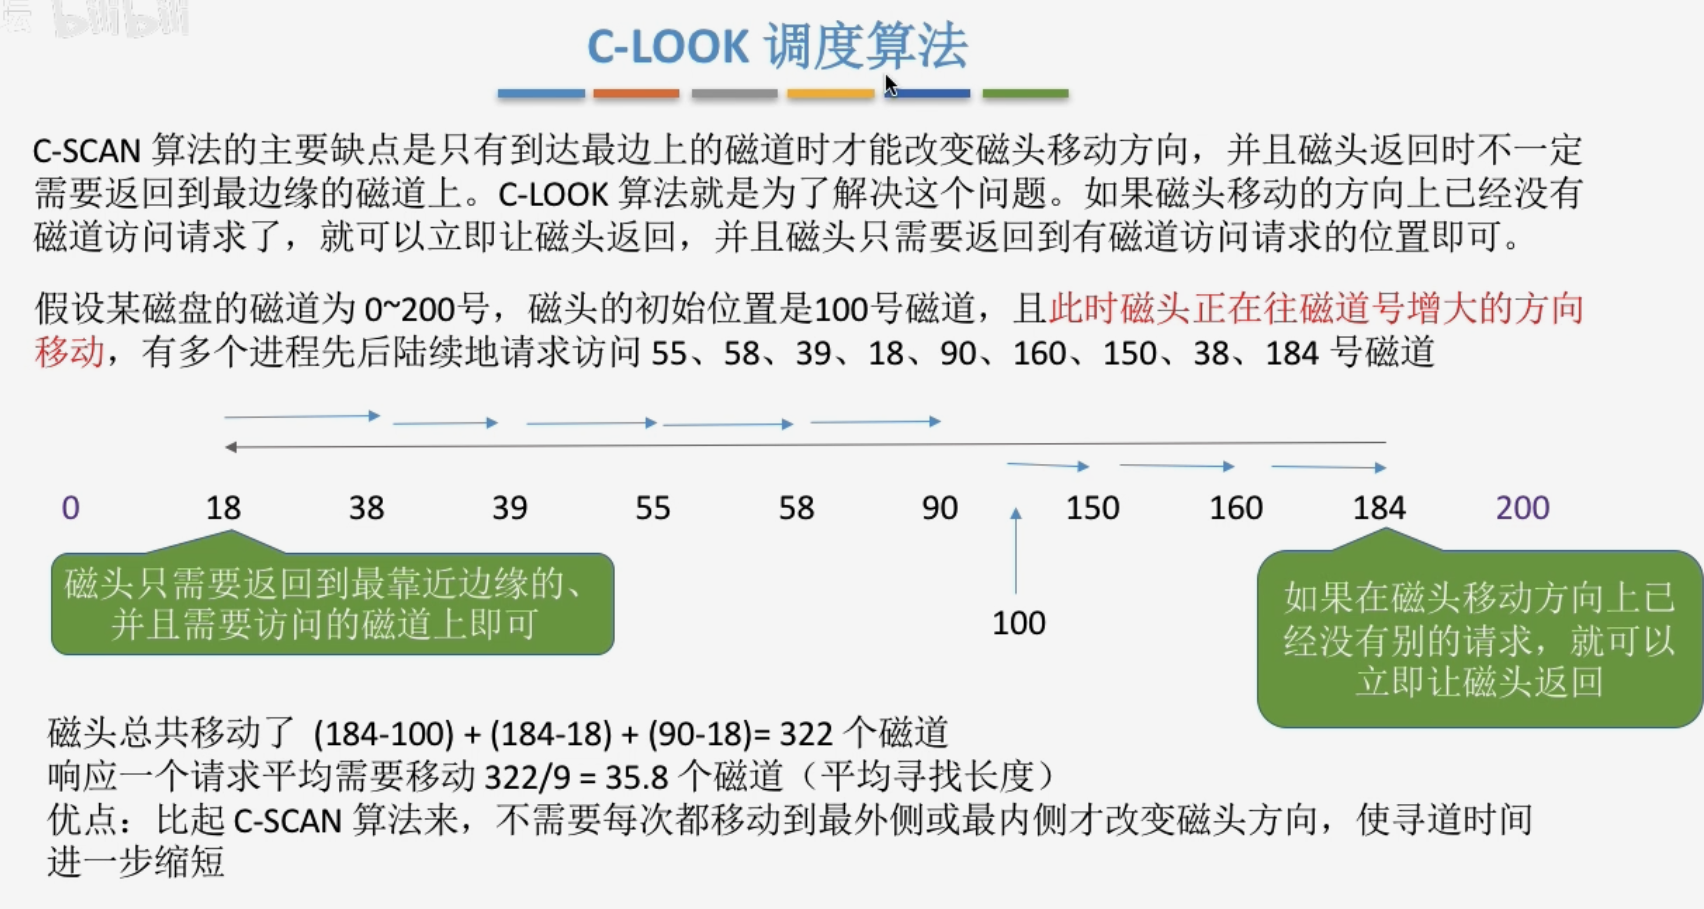 坛 bilibili
C-LOOK 调度算法
C-SCAN 算法的主要缺点是只有到达最边上的磁道时才能改变磁头移动方向，并且磁头返回时不一定
需要返回到最边缘的磁道上。C-LOOK 算法就是为了解决这个问题。如果磁头移动的方向上已经没有
磁道访问请求了，就可以立即让磁头返回，并且磁头只需要返回到有磁道访问请求的位置即可。
假设某磁盘的磁道为 0~200号，磁头的初始位置是100号磁道，且此时磁头正在往磁道号增大的方向
移动，有多个进程先后陆续地请求访问 55、58、39、18、90、160、150、38、184 号磁道
0 18 38 39 55 58 90 150 160 184 200
100
磁头只需要返回到最靠近边缘的、
并且需要访问的磁道上即可
如果在磁头移动方向上已
经没有别的请求，就可以
立即让磁头返回
磁头总共移动了 (184-100) + (184-18) + (90-18)= 322 个磁道
响应一个请求平均需要移动 322/9 = 35.8 个磁道（平均寻找长度）
优点：比起 C-SCAN 算法来，不需要每次都移动到最外侧或最内侧才改变磁头方向，使寻道时间
进一步缩短